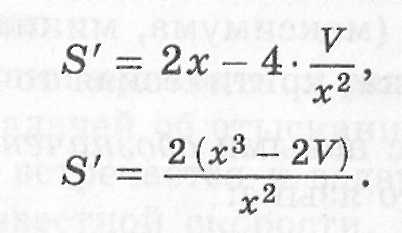 S′ = 2x − 4 · V/x²,
S′ = 2 (x³ − 2V)/x².